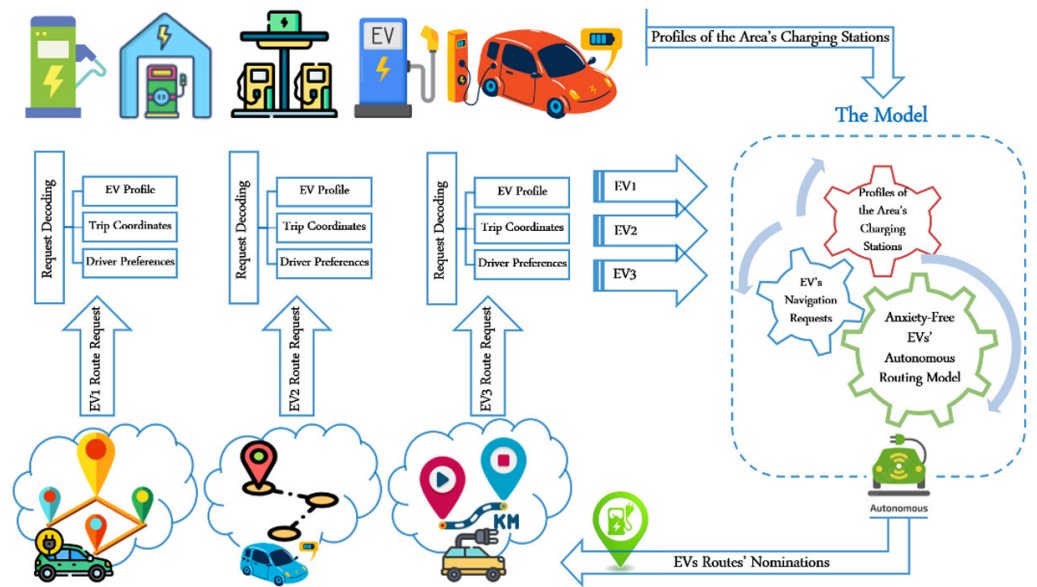 EV
Profiles of the Area's Charging Stations
The Model
Request Decoding
EV Profile
Trip Coordinates
Driver Preferences
Request Decoding
EV Profile
Trip Coordinates
Driver Preferences
Request Decoding
EV Profile
Trip Coordinates
Driver Preferences
EV1
EV2
EV3
Profiles of
the Area's
Charging
Stations
EV's
Navigation
Requests
Anxiety-Free
EVs'
Autonomous
Routing Model
EV1 Route Request
EV2 Route Request
EV3 Route Request
KM
Autonomous
EVs Routes' Nominations